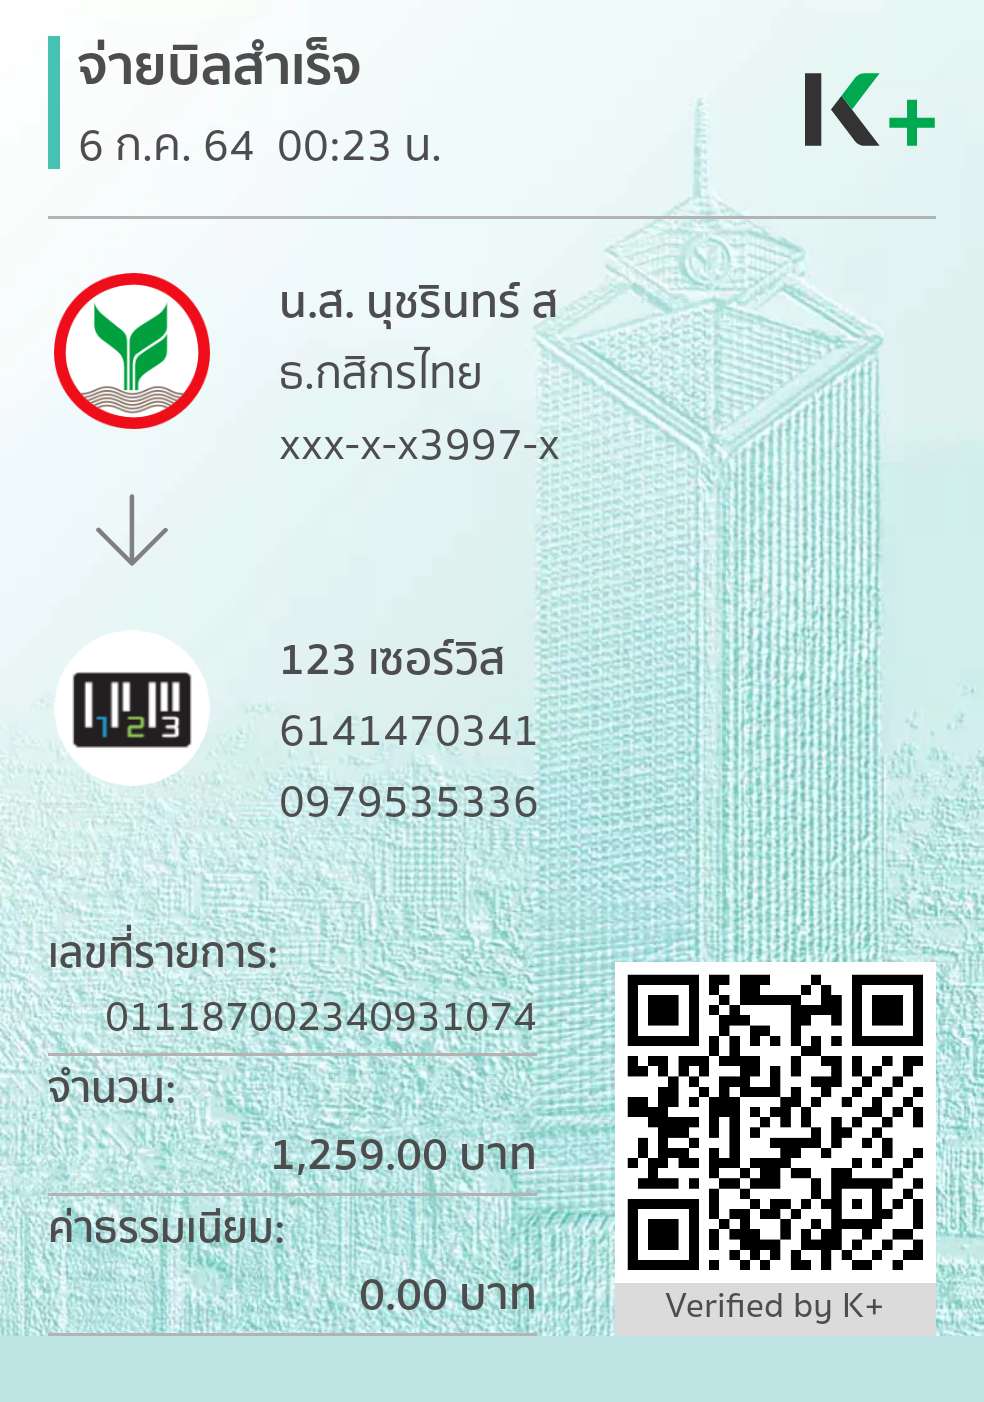 จ่ายบิลสำเร็จ
6 ก.ค. 64 00:23 น.
K+
น.ส. นุชรินทร์ ส
ธ.กสิกรไทย
xxx-x-x3997-x
123
123 เซอร์วิส
6141470341
0979535336
เลขที่รายการ:
011187002340931074
จำนวน:
1,259.00 บาท
ค่าธรรมเนียม:
0.00 บาท
Verified by K+